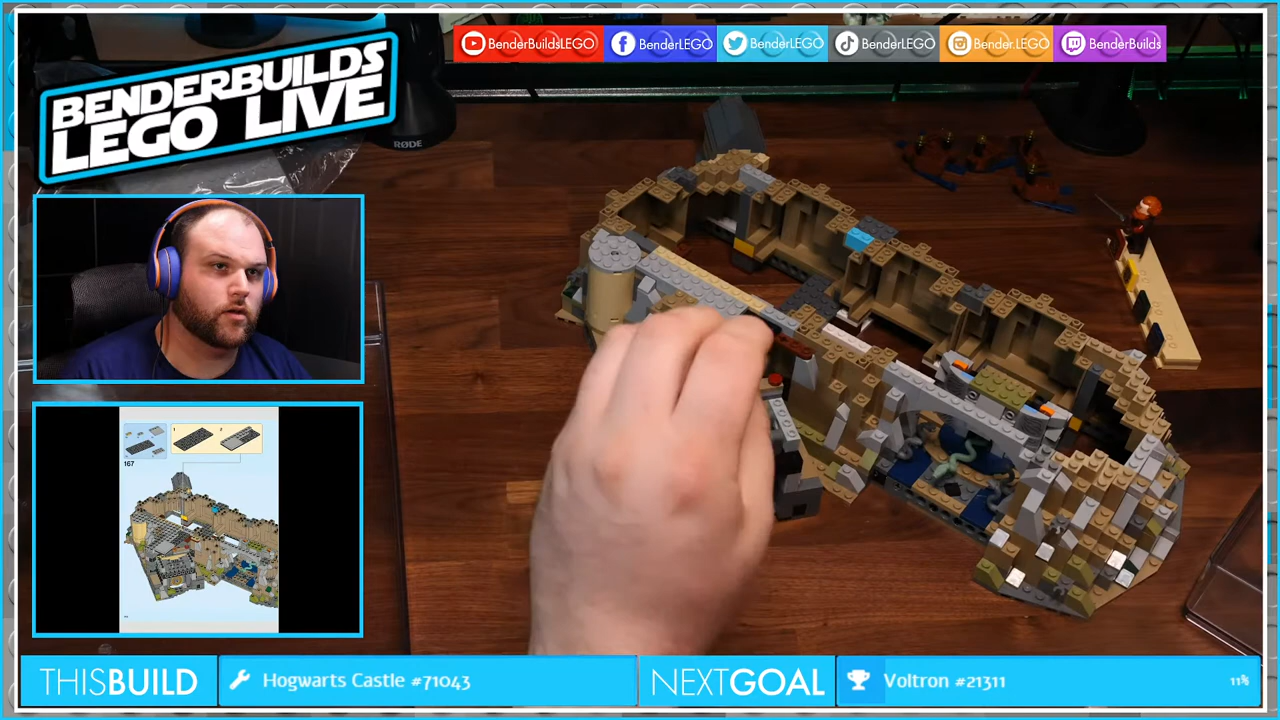 BENDERBUILDS
LEGO LIVE
BenderBuildsLEGO
BenderLEGO
BenderLEGO
BenderLEGO
Bender.LEGO
BenderBuilds
RØDE
167
THISBUILD
Hogwarts Castle #71043
NEXTGOAL
Voltron #21311
11%